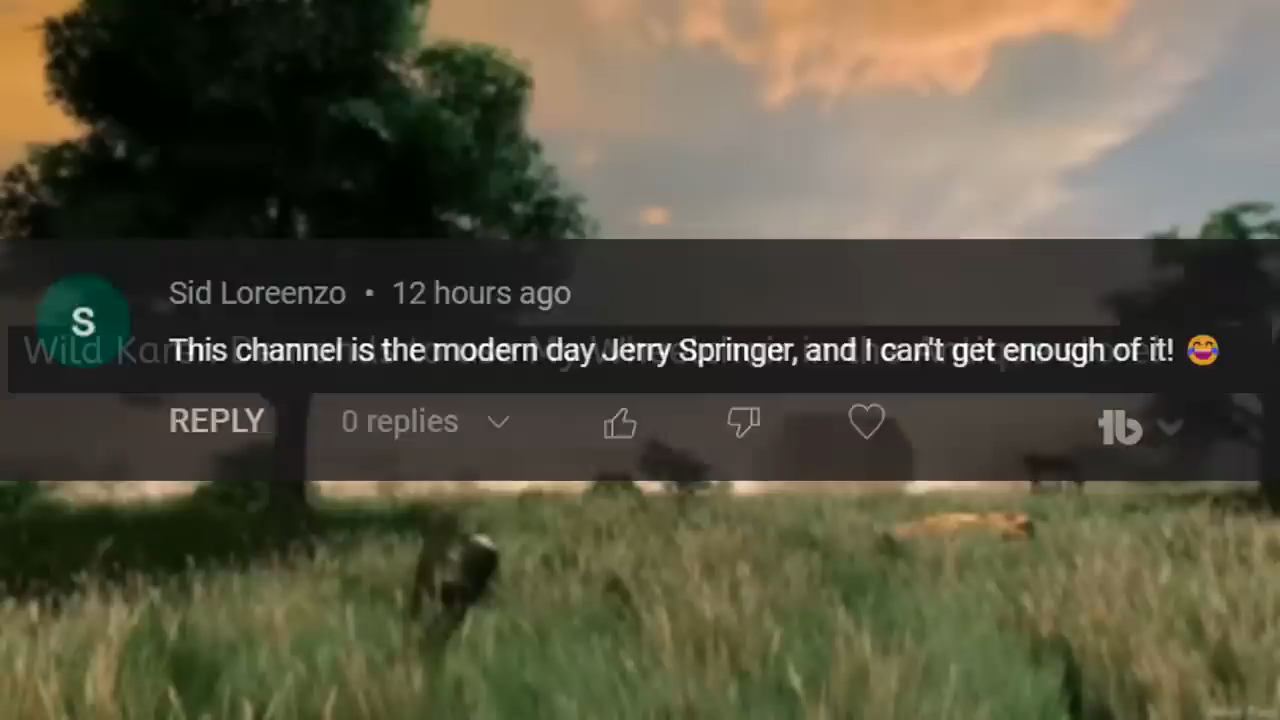 S
Sid Loreenzo • 12 hours ago
This channel is the modern day Jerry Springer, and I can't get enough of it! 😂
REPLY 0 replies